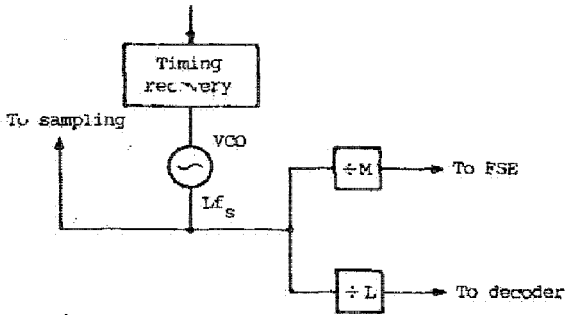 Timing
recovery
To sampling
VCO
Lf_s
÷M
To FSE
÷L
To decoder